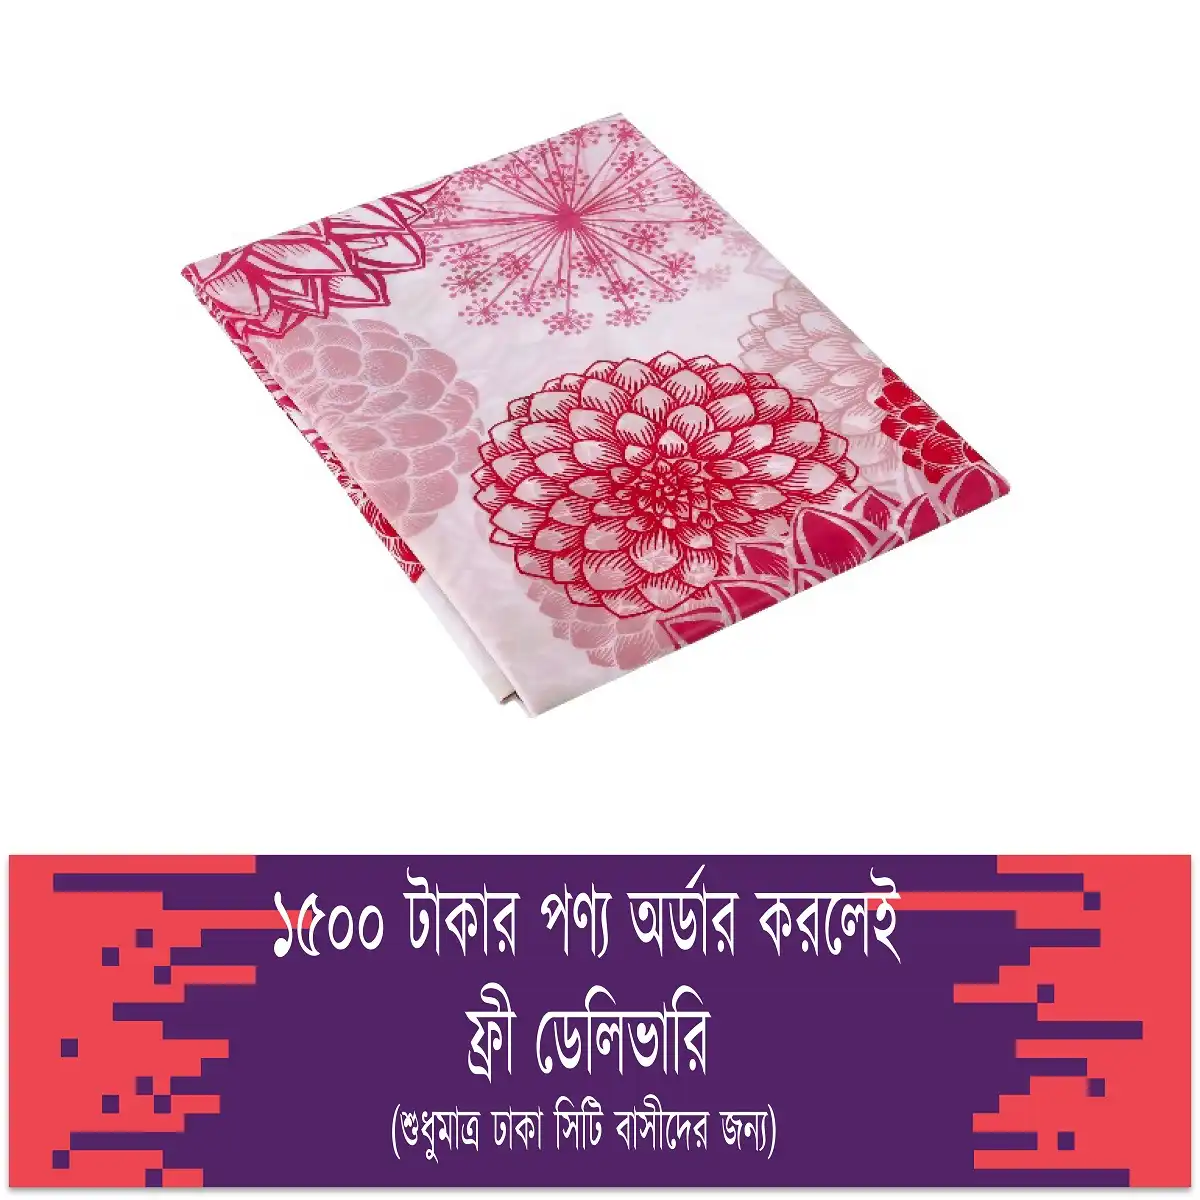 ১৫০০ টাকার পণ্য অর্ডার করলেই
ফ্রী ডেলিভারি
(শুধুমাত্র ঢাকা সিটি বাসীদের জন্য)